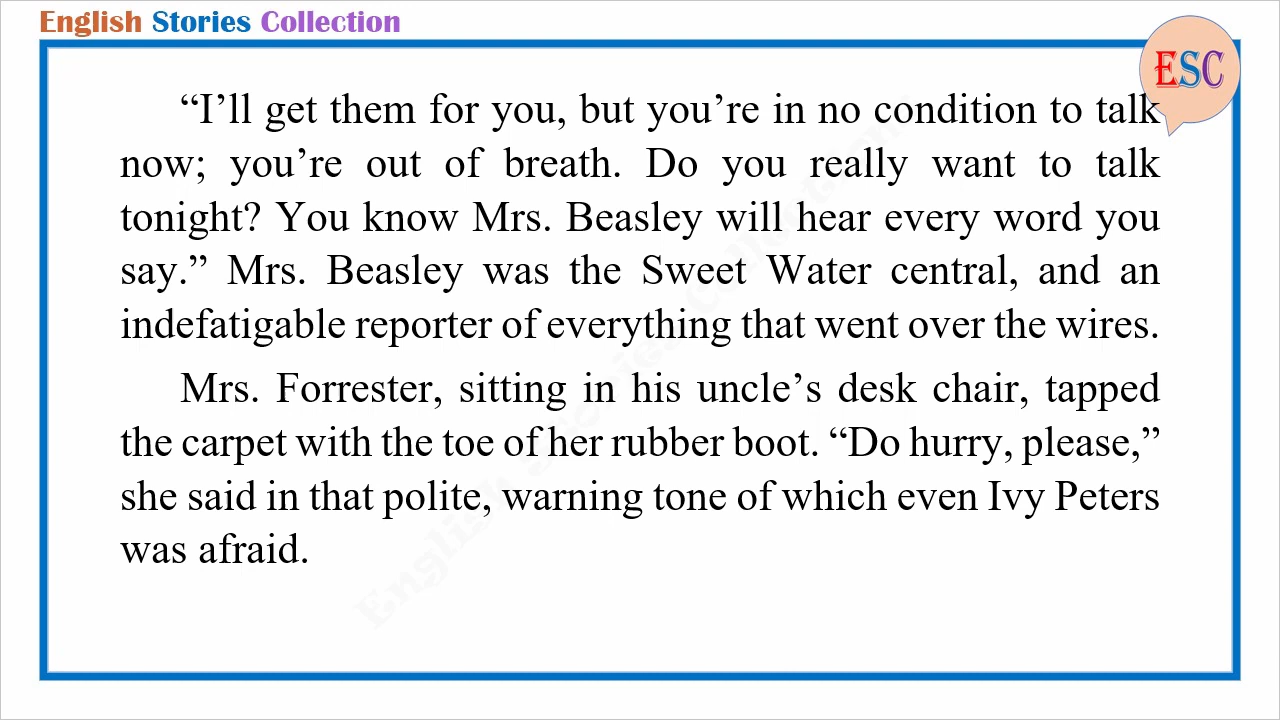 English Stories Collection
ESC
“I’ll get them for you, but you’re in no condition to talk
now; you’re out of breath. Do you really want to talk
tonight? You know Mrs. Beasley will hear every word you
say.” Mrs. Beasley was the Sweet Water central, and an
indefatigable reporter of everything that went over the wires.
Mrs. Forrester, sitting in his uncle’s desk chair, tapped
the carpet with the toe of her rubber boot. “Do hurry, please,”
she said in that polite, warning tone of which even Ivy Peters
was afraid.
English Stories Collection